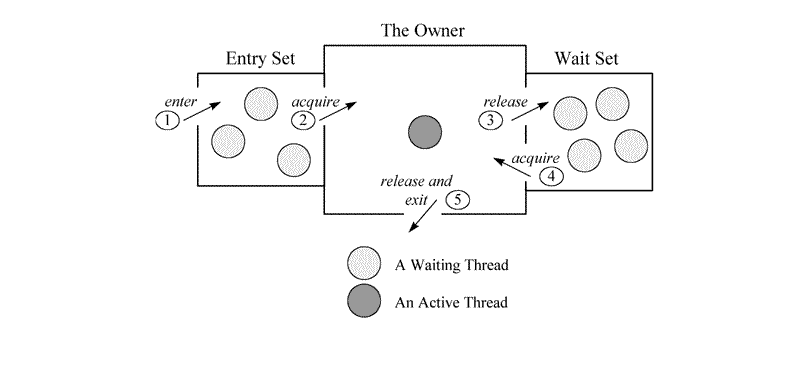 The Owner
Entry Set
Wait Set
enter
1
acquire
2
release
3
acquire
4
release and
exit
5
A Waiting Thread
An Active Thread